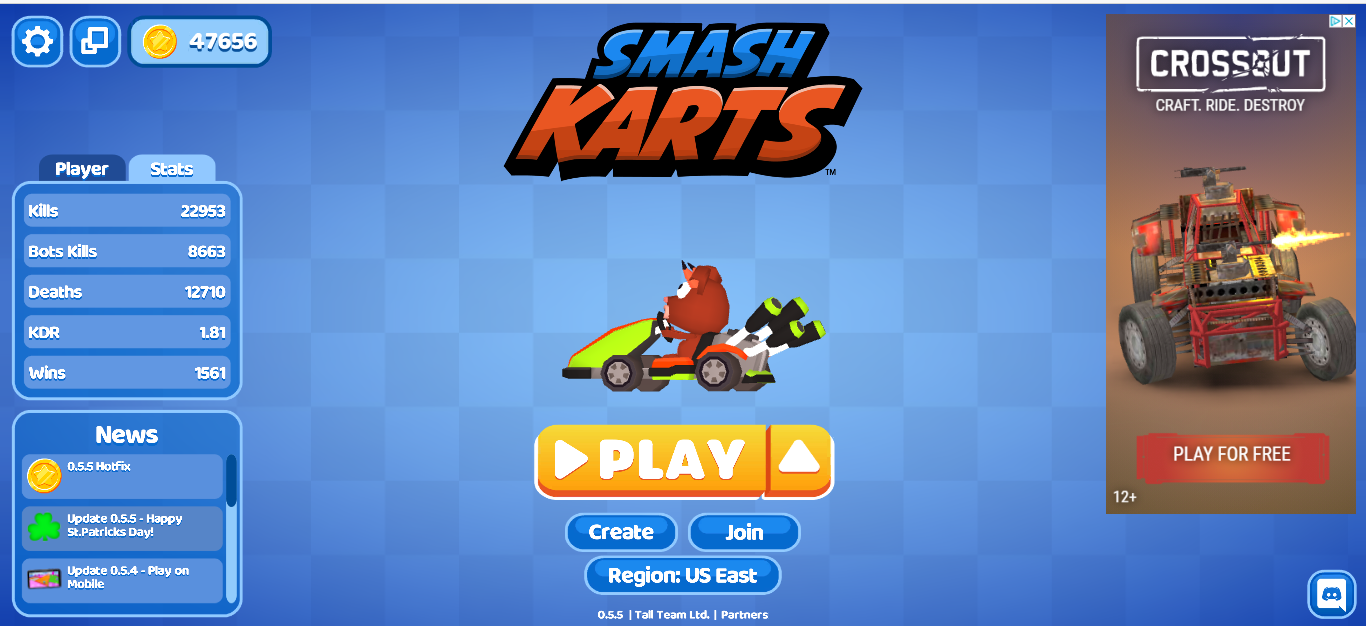 47656
SMASH
KARTS
TM
Player
Stats
Kills 22953
Bots Kills 8663
Deaths 12710
KDR 1.81
Wins 1561
News
0.5.5 Hotfix
Update 0.5.5 - Happy
St.Patricks Day!
Update 0.5.4 - Play on
Mobile
PLAY
Create
Join
Region: US East
0.5.5 | Tall Team Ltd. | Partners
CROSSOUT
CRAFT. RIDE. DESTROY
PLAY FOR FREE
12+